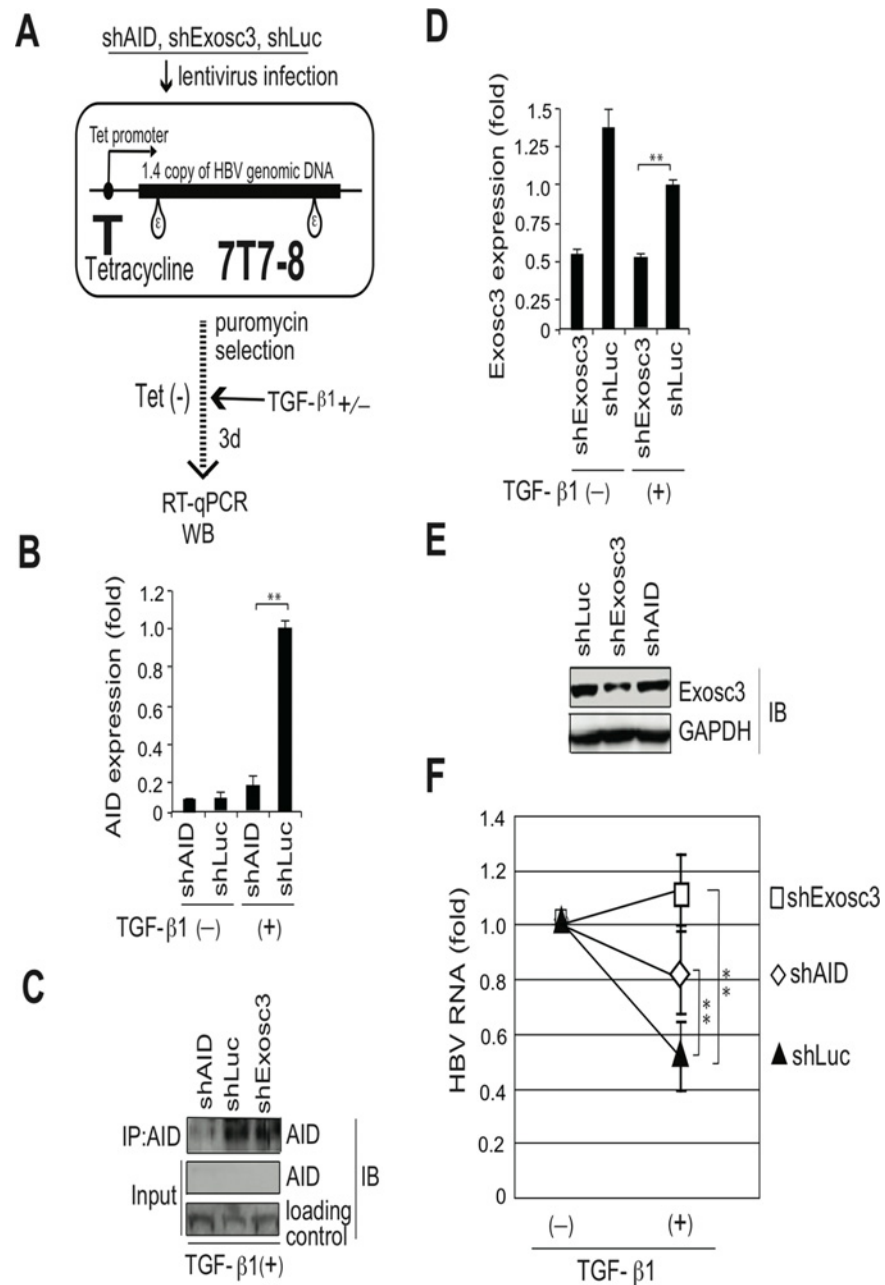 A
shAID, shExosc3, shLuc
lentivirus infection
Tet promoter
1.4 copy of HBV genomic DNA
ε
ε
T
Tetracycline
7T7-8
puromycin
selection
Tet (-)
TGF-β1+/−
3d
RT-qPCR
WB
B
AID expression (fold)
1.2
1.0
0.8
0.6
0.4
0.2
0
**
shAID
shLuc
shAID
shLuc
TGF-β1 (−) (+)
C
shAID
shLuc
shExosc3
IP:AID
AID
Input
AID
loading
control
IB
TGF-β1(+)
D
Exosc3 expression (fold)
1.5
1.25
1.0
0.75
0.5
0.25
0
**
shExosc3
shLuc
shExosc3
shLuc
TGF- β1 (−) (+)
E
shLuc
shExosc3
shAID
Exosc3
GAPDH
IB
F
HBV RNA (fold)
1.4
1.2
1.0
0.8
0.6
0.4
0.2
0
**
**
shExosc3
shAID
shLuc
(−) (+)
TGF- β1